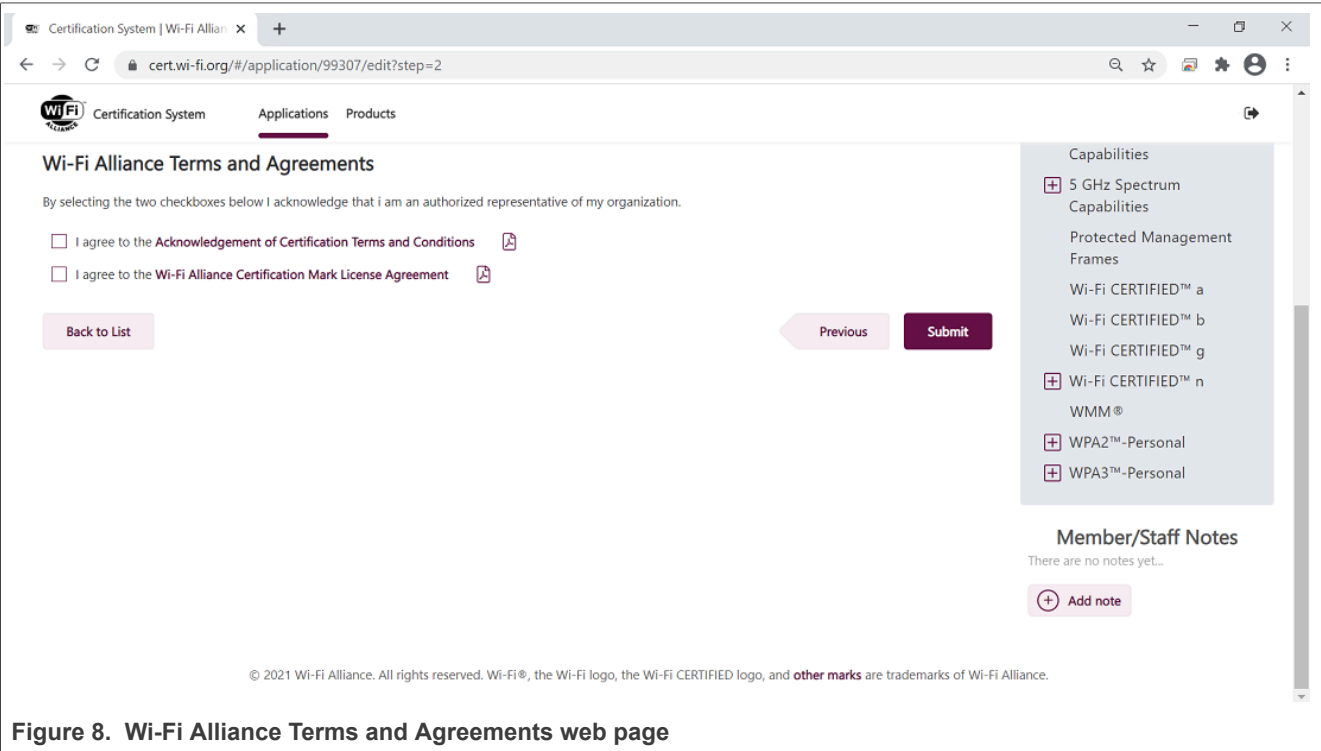 Certification System | Wi-Fi Allian
cert.wi-fi.org/#/application/99307/edit?step=2
Wi Fi
ALLIANCE
Certification System Applications Products
Wi-Fi Alliance Terms and Agreements
By selecting the two checkboxes below I acknowledge that i am an authorized representative of my organization.
I agree to the Acknowledgement of Certification Terms and Conditions
I agree to the Wi-Fi Alliance Certification Mark License Agreement
Back to List
Previous
Submit
Capabilities
5 GHz Spectrum
Capabilities
Protected Management
Frames
Wi-Fi CERTIFIED™ a
Wi-Fi CERTIFIED™ b
Wi-Fi CERTIFIED™ g
Wi-Fi CERTIFIED™ n
WMM®
WPA2™-Personal
WPA3™-Personal
Member/Staff Notes
There are no notes yet...
Add note
© 2021 Wi-Fi Alliance. All rights reserved. Wi-Fi®, the Wi-Fi logo, the Wi-Fi CERTIFIED logo, and other marks are trademarks of Wi-Fi Alliance.
Figure 8. Wi-Fi Alliance Terms and Agreements web page